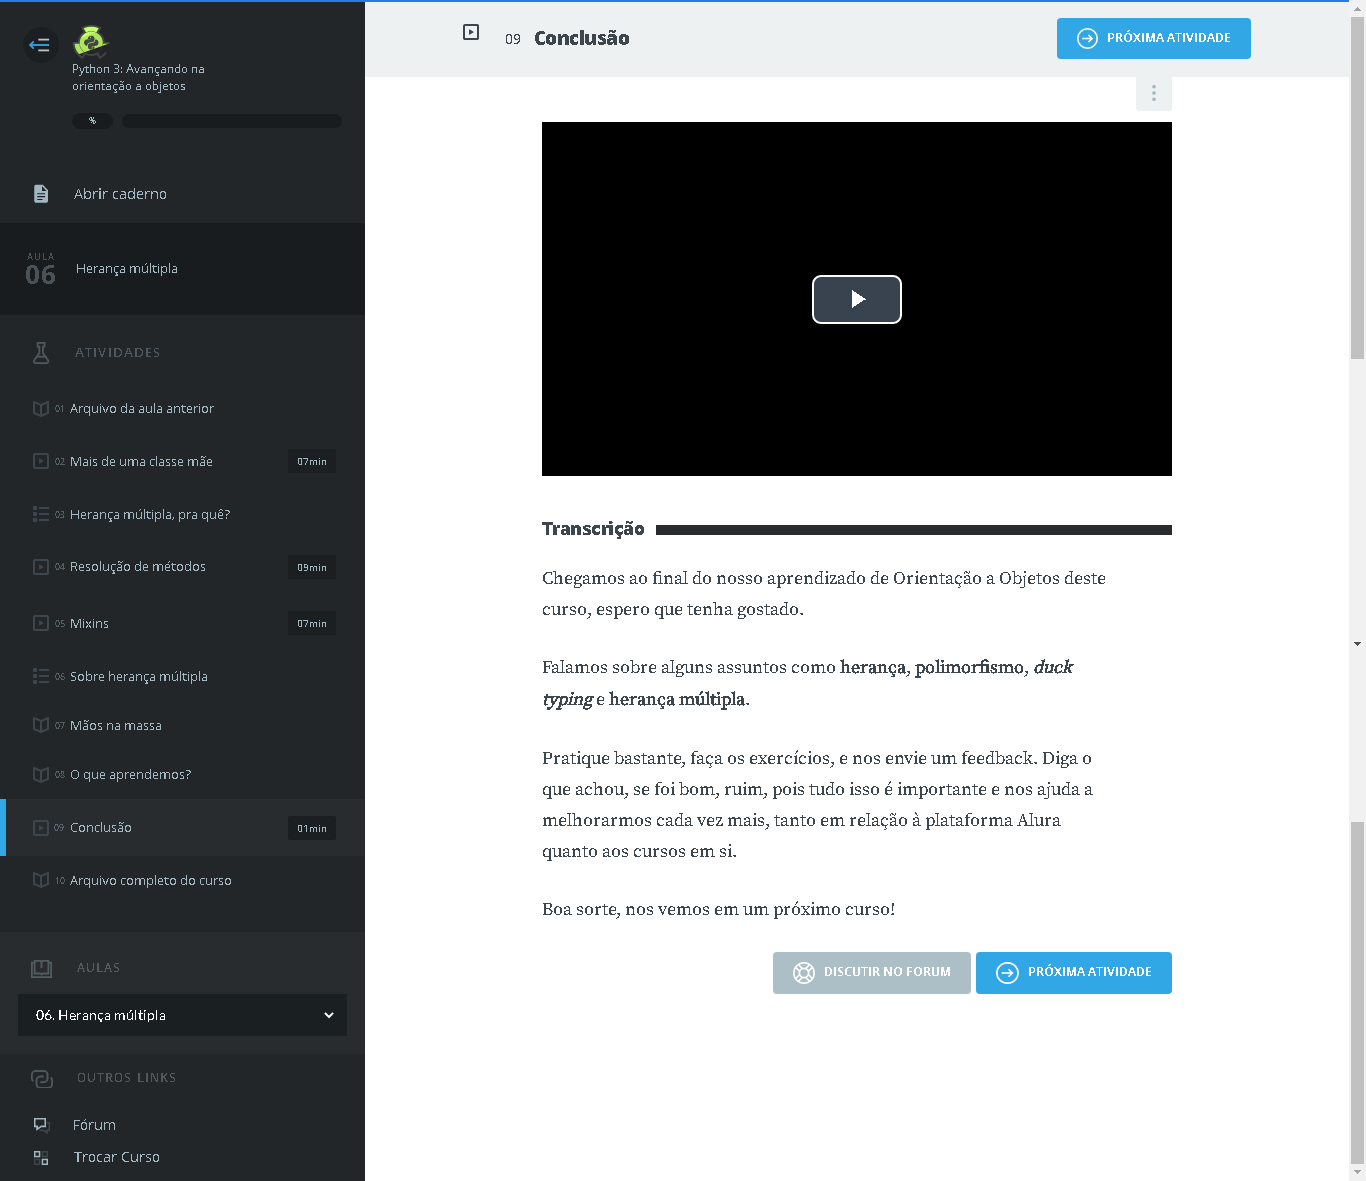 Python 3: Avançando na
orientação a objetos
%
Abrir caderno
AULA
06
Herança múltipla
ATIVIDADES
01 Arquivo da aula anterior
02 Mais de uma classe mãe 07min
03 Herança múltipla, pra quê?
04 Resolução de métodos 09min
05 Mixins 07min
06 Sobre herança múltipla
07 Mãos na massa
08 O que aprendemos?
09 Conclusão 01min
10 Arquivo completo do curso
AULAS
06. Herança múltipla
OUTROS LINKS
Fórum
Trocar Curso
09 Conclusão
PRÓXIMA ATIVIDADE
Transcrição
Chegamos ao final do nosso aprendizado de Orientação a Objetos deste
curso, espero que tenha gostado.
Falamos sobre alguns assuntos como herança, polimorfismo, duck
typing e herança múltipla.
Pratique bastante, faça os exercícios, e nos envie um feedback. Diga o
que achou, se foi bom, ruim, pois tudo isso é importante e nos ajuda a
melhorarmos cada vez mais, tanto em relação à plataforma Alura
quanto aos cursos em si.
Boa sorte, nos vemos em um próximo curso!
DISCUTIR NO FORUM
PRÓXIMA ATIVIDADE